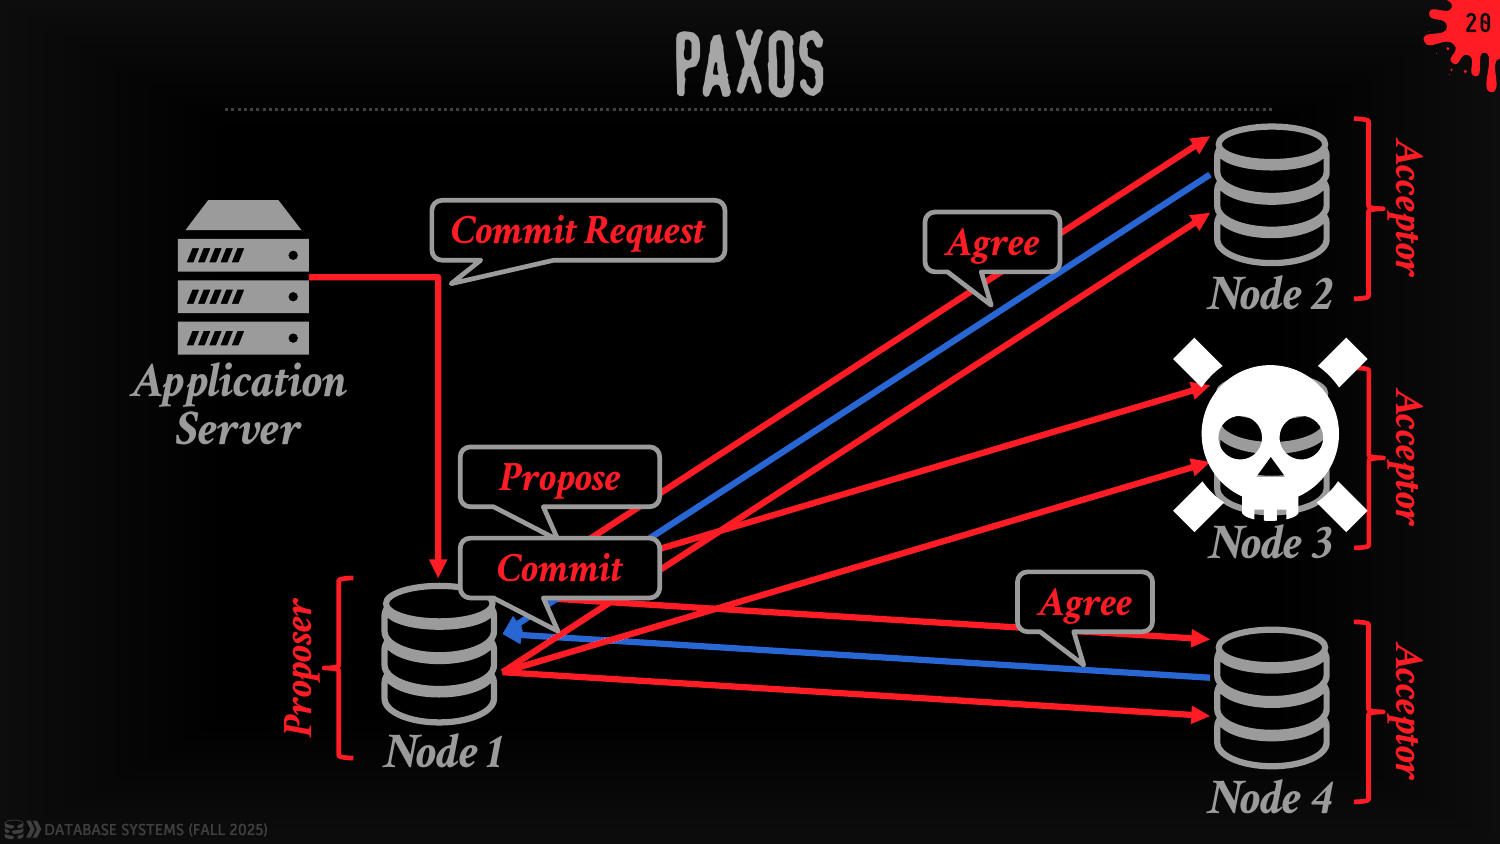 PAXOS
20
Commit Request
Agree
Acceptor
Node 2
Application
Server
Propose
Acceptor
Node 3
Commit
Agree
Proposer
Node 1
Acceptor
Node 4
DATABASE SYSTEMS (FALL 2025)